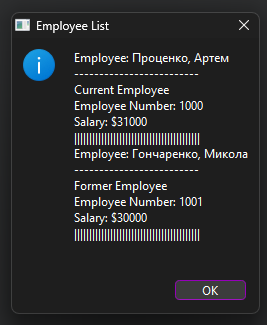 Employee List
Employee: Проценко, Артем
-------------------------
Current Employee
Employee Number: 1000
Salary: $31000
||||||||||||||||||||||||||||||||||||||||||
Employee: Гончаренко, Микола
-------------------------
Former Employee
Employee Number: 1001
Salary: $30000
||||||||||||||||||||||||||||||||||||||||||
OK